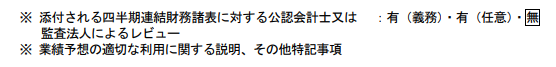 ※ 添付される四半期連結財務諸表に対する公認会計士又は ：有（義務）・有（任意）・無
監査法人によるレビュー
※ 業績予想の適切な利用に関する説明、その他特記事項